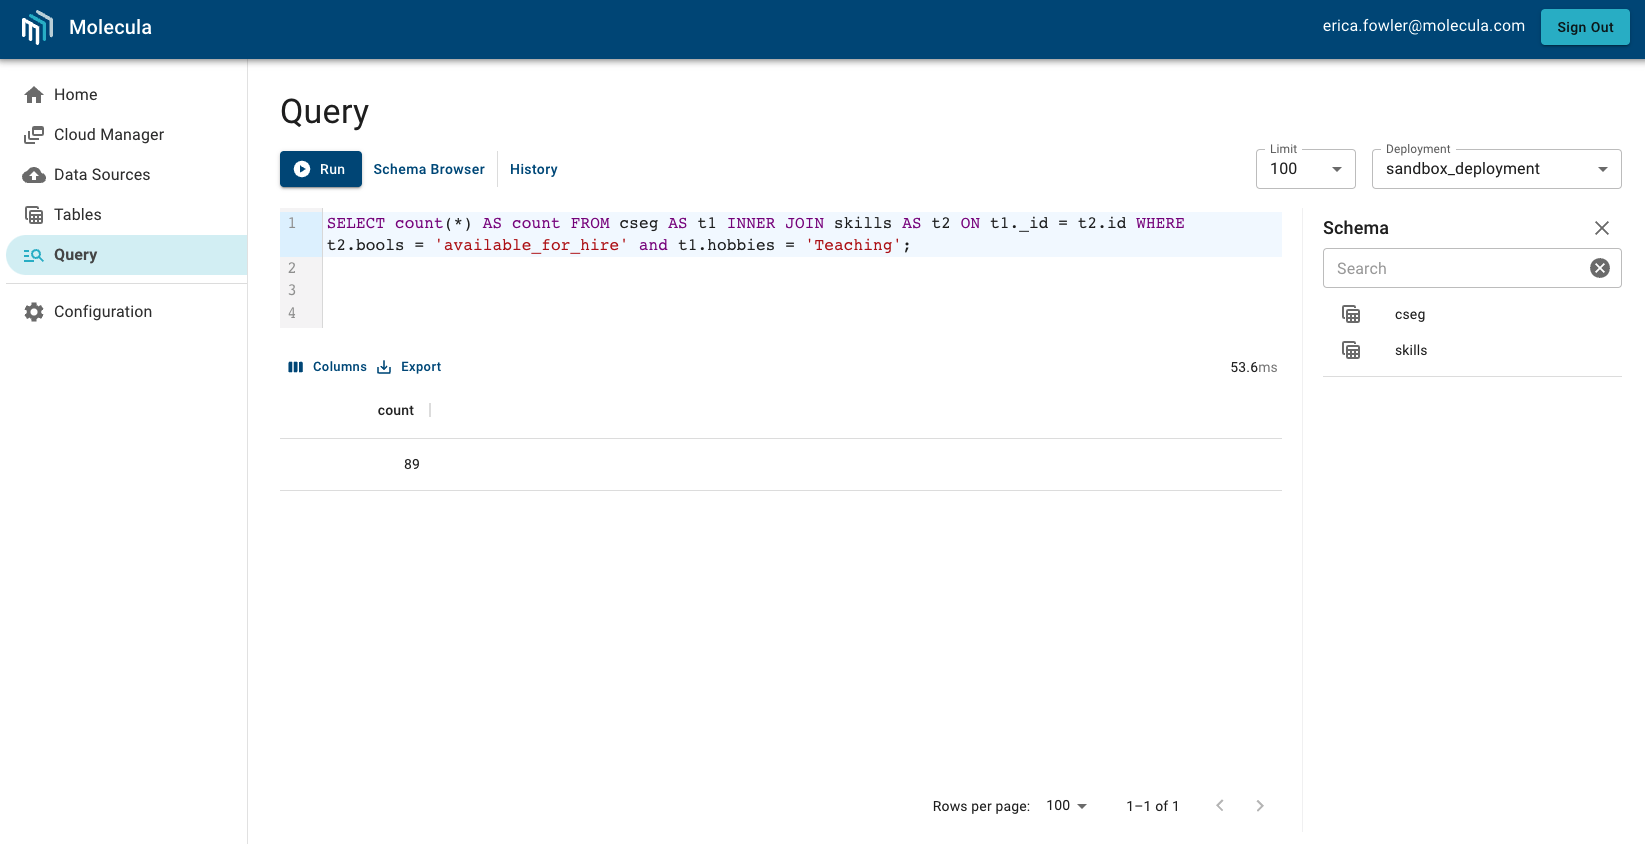 Molecula
erica.fowler@molecula.com
Sign Out
Home
Cloud Manager
Data Sources
Tables
Query
Configuration
Query
Run
Schema Browser
History
Limit
100
Deployment
sandbox_deployment
1 SELECT count(*) AS count FROM cseg AS t1 INNER JOIN skills AS t2 ON t1._id = t2.id WHERE
t2.bools = 'available_for_hire' and t1.hobbies = 'Teaching';
2
3
4
Columns
Export
53.6ms
count
89
Rows per page: 100
1–1 of 1
Schema
Search
cseg
skills